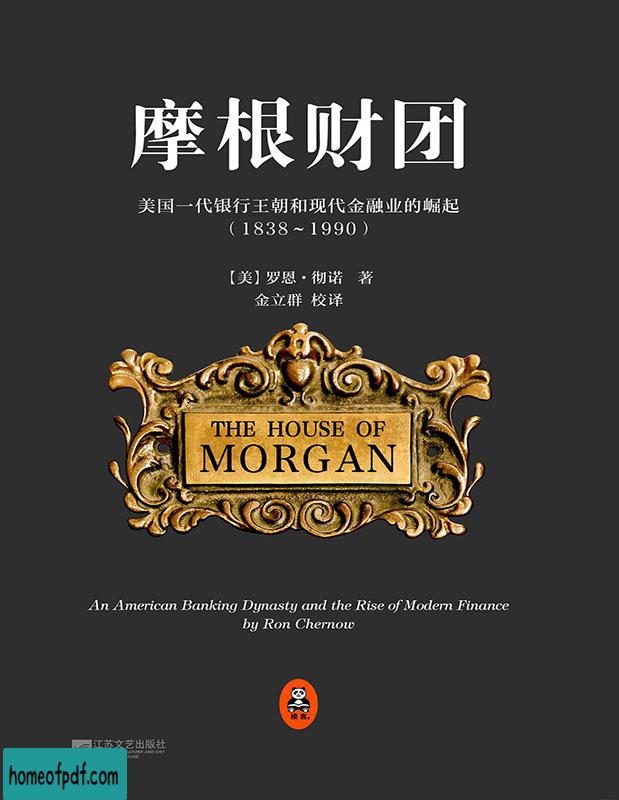 摩根财团
美国一代银行王朝和现代金融业的崛起
（1838～1990）
【美】罗恩·彻诺 著
金立群 校译
THE HOUSE OF
MORGAN
An American Banking Dynasty and the Rise of Modern Finance
by Ron Chernow
读客®
江苏文艺出版社
homeofpdf.com